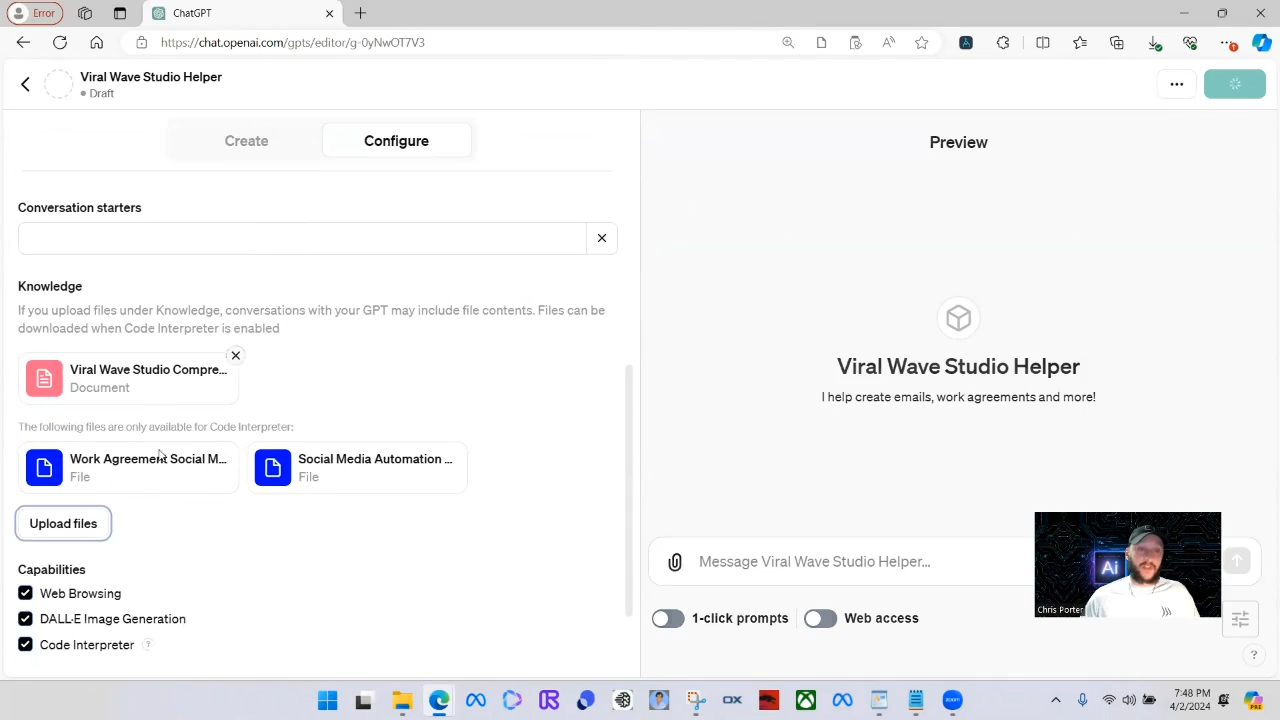 Error
ChatGPT
https://chat.openai.com/gpts/editor/g-0yNwOT7V3
Viral Wave Studio Helper
Draft
Create
Configure
Conversation starters
Knowledge
If you upload files under Knowledge, conversations with your GPT may include file contents. Files can be
downloaded when Code Interpreter is enabled
Viral Wave Studio Compre...
Document
The following files are only available for Code Interpreter:
Work Agreement Social M...
File
Social Media Automation ...
File
Upload files
Capabilities
Web Browsing
DALL·E Image Generation
Code Interpreter
?
Preview
Viral Wave Studio Helper
I help create emails, work agreements and more!
Message Viral Wave Studio Helper...
1-click prompts
Web access
Ai
Chris Porter
?
DX
zoom
7:48 PM
4/2/2024
PRE